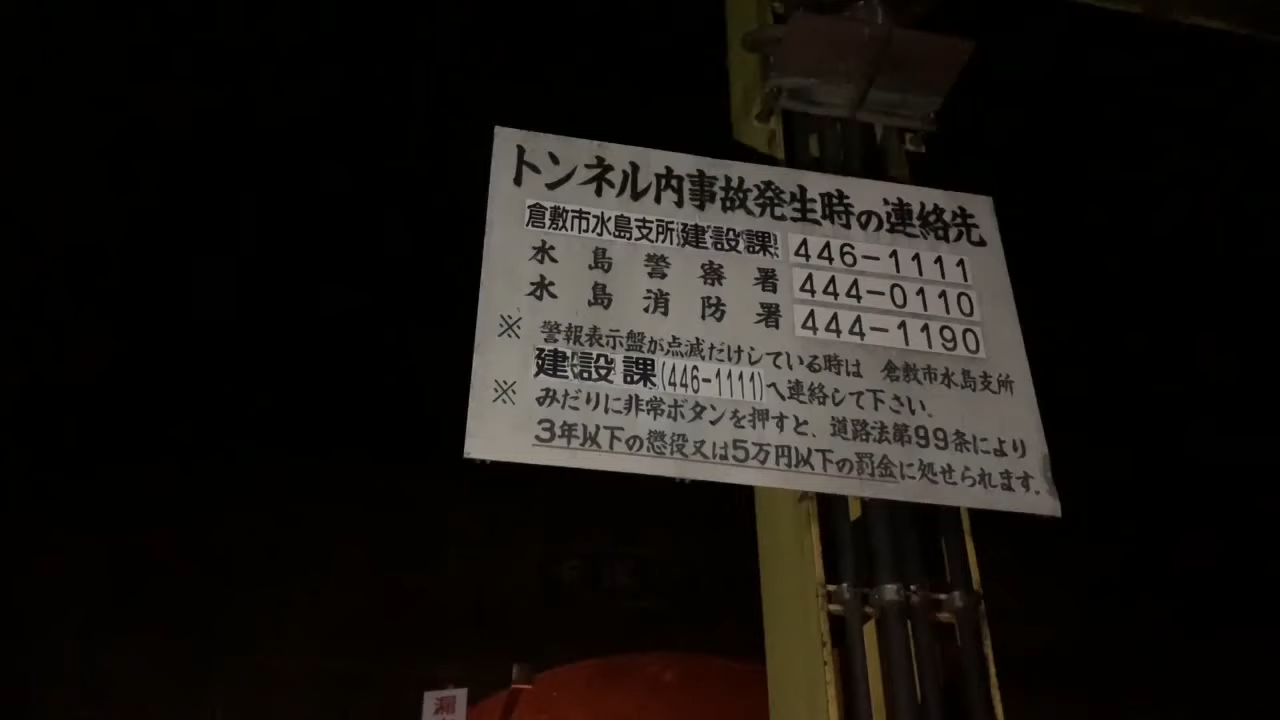 トンネル内事故発生時の連絡先
倉敷市水島支所建設課 446-1111
水島警察署 444-0110
水島消防署 444-1190
※ 警報表示盤が点滅だけしている時は 倉敷市水島支所
建設課(446-1111)へ連絡して下さい。
※ みだりに非常ボタンを押すと、道路法第99条により
3年以下の懲役又は5万円以下の罰金に処せられます。